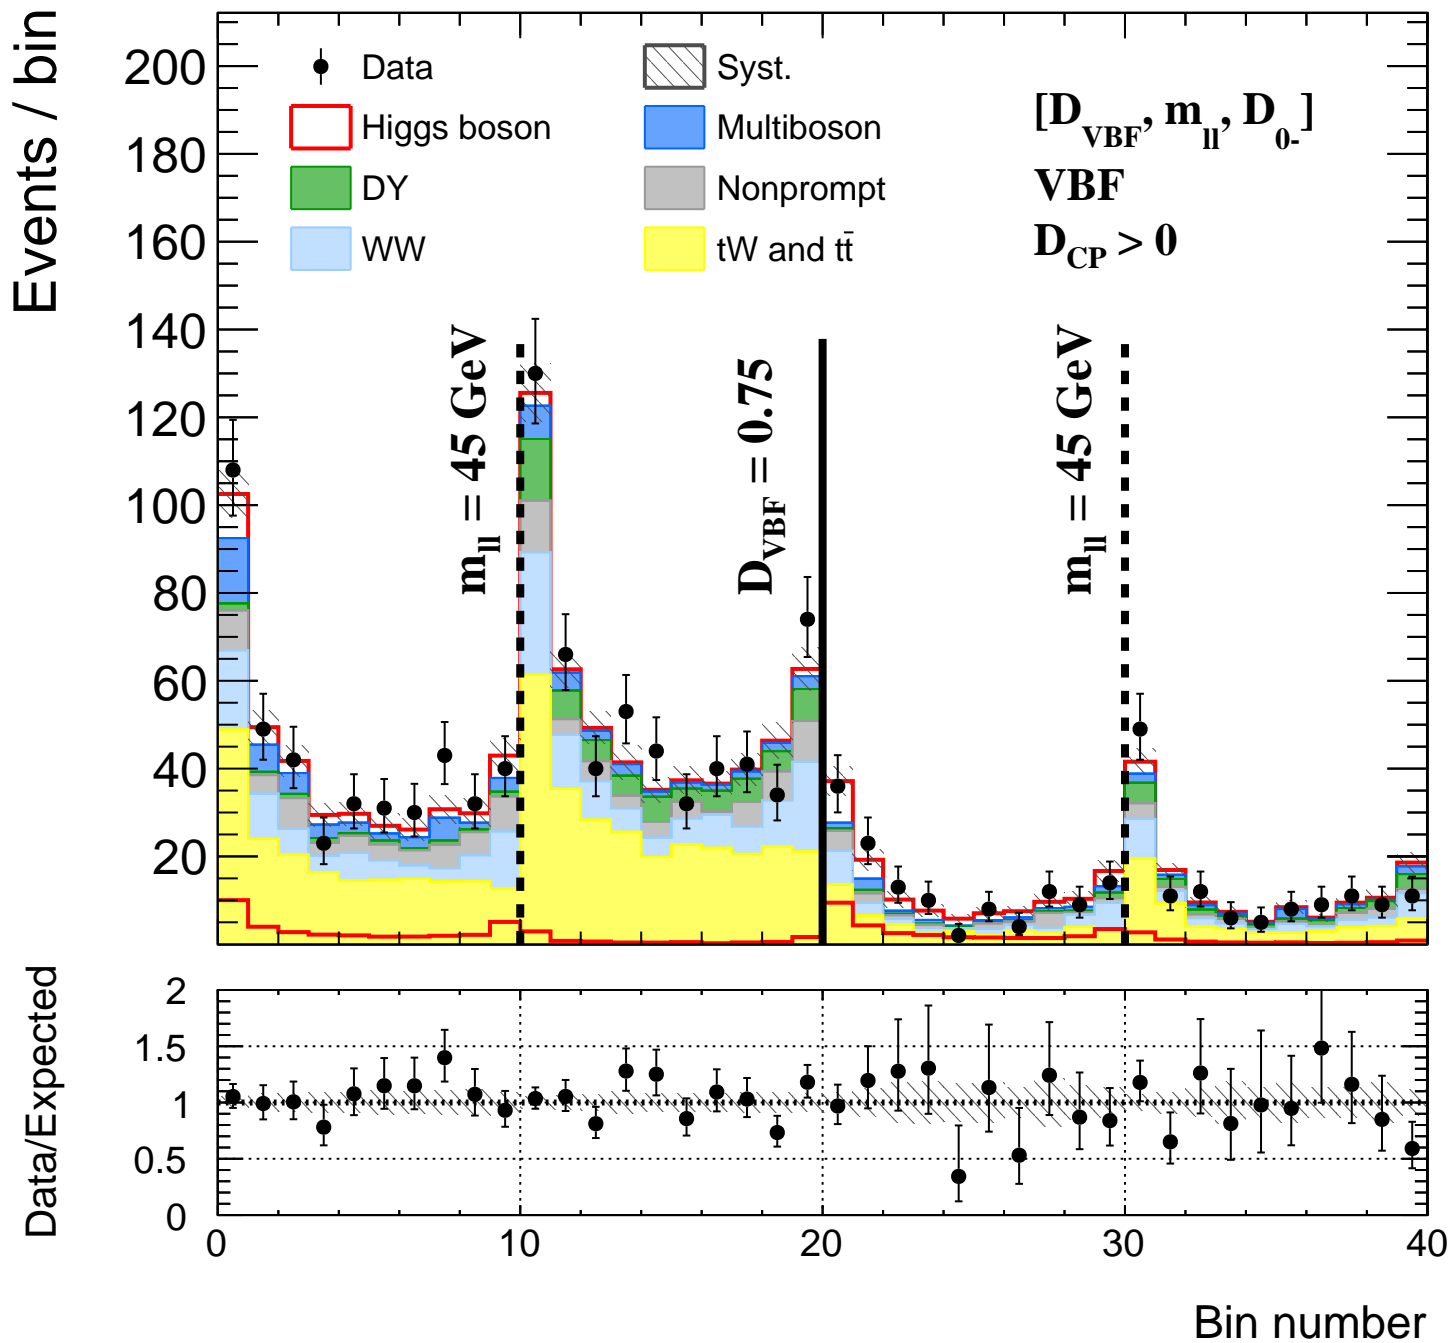 Events / bin
200
180
160
140
120
100
80
60
40
20
Data
Syst.
Higgs boson
Multiboson
DY
Nonprompt
WW
tW and tt̄
[D_VBF, m_ll, D_0-]
VBF
D_CP > 0
m_ll = 45 GeV
D_VBF = 0.75
m_ll = 45 GeV
Data/Expected
2
1.5
1
0.5
0
0 10 20 30 40
Bin number